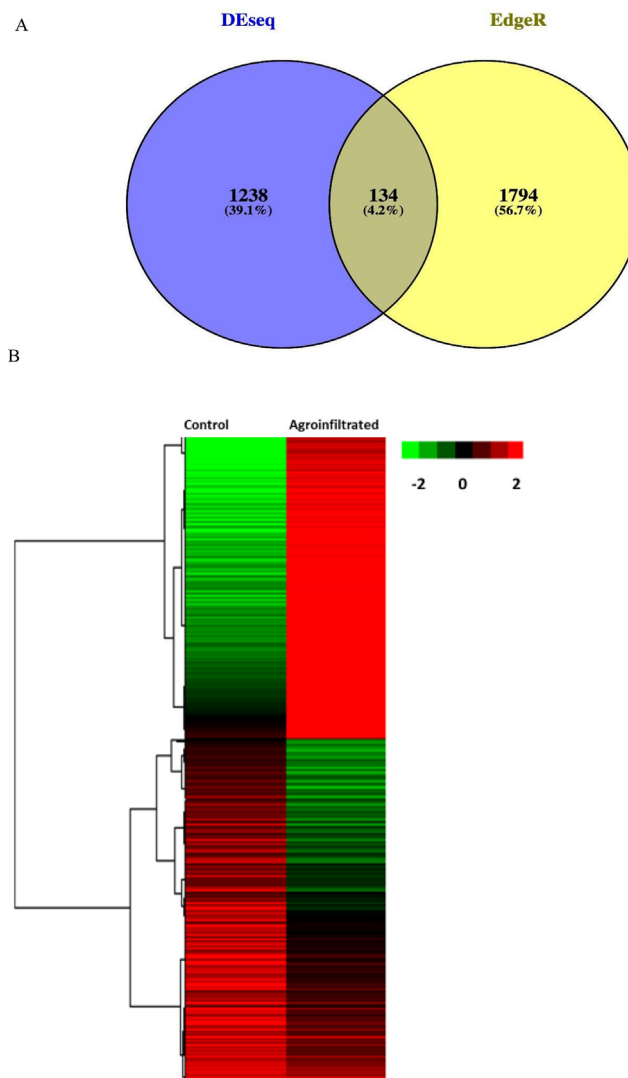 A
DEseq EdgeR
1238 134 1794
(39.1%) (4.2%) (56.7%)
B
Control Agroinfiltrated
-2 0 2